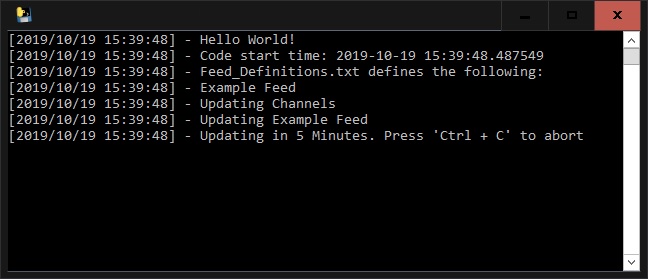 [2019/10/19 15:39:48] - Hello World!
[2019/10/19 15:39:48] - Code start time: 2019-10-19 15:39:48.487549
[2019/10/19 15:39:48] - Feed_Definitions.txt defines the following:
[2019/10/19 15:39:48] - Example Feed
[2019/10/19 15:39:48] - Updating Channels
[2019/10/19 15:39:48] - Updating Example Feed
[2019/10/19 15:39:48] - Updating in 5 Minutes. Press 'Ctrl + C' to abort